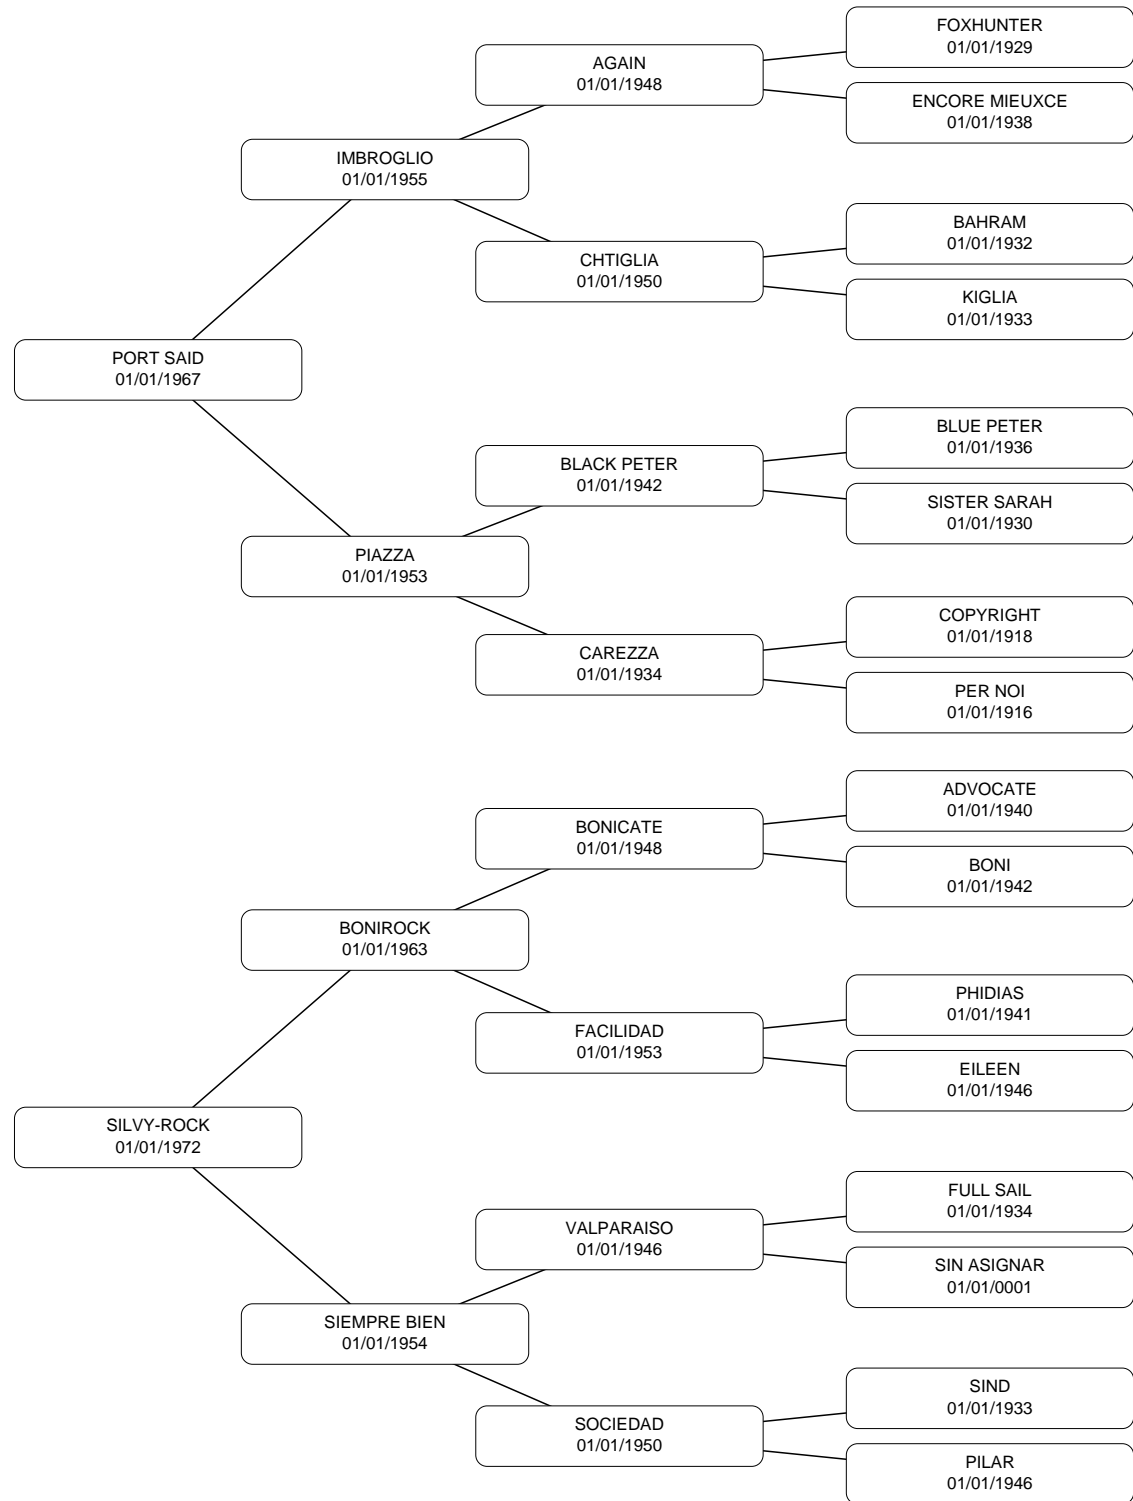 FOXHUNTER
01/01/1929
AGAIN
01/01/1948
ENCORE MIEUXCE
01/01/1938
IMBROGLIO
01/01/1955
BAHRAM
01/01/1932
CHTIGLIA
01/01/1950
KIGLIA
01/01/1933
PORT SAID
01/01/1967
BLUE PETER
01/01/1936
BLACK PETER
01/01/1942
SISTER SARAH
01/01/1930
PIAZZA
01/01/1953
COPYRIGHT
01/01/1918
CAREZZA
01/01/1934
PER NOI
01/01/1916
ADVOCATE
01/01/1940
BONICATE
01/01/1948
BONI
01/01/1942
BONIROCK
01/01/1963
PHIDIAS
01/01/1941
FACILIDAD
01/01/1953
EILEEN
01/01/1946
SILVY-ROCK
01/01/1972
FULL SAIL
01/01/1934
VALPARAISO
01/01/1946
SIN ASIGNAR
01/01/0001
SIEMPRE BIEN
01/01/1954
SIND
01/01/1933
SOCIEDAD
01/01/1950
PILAR
01/01/1946